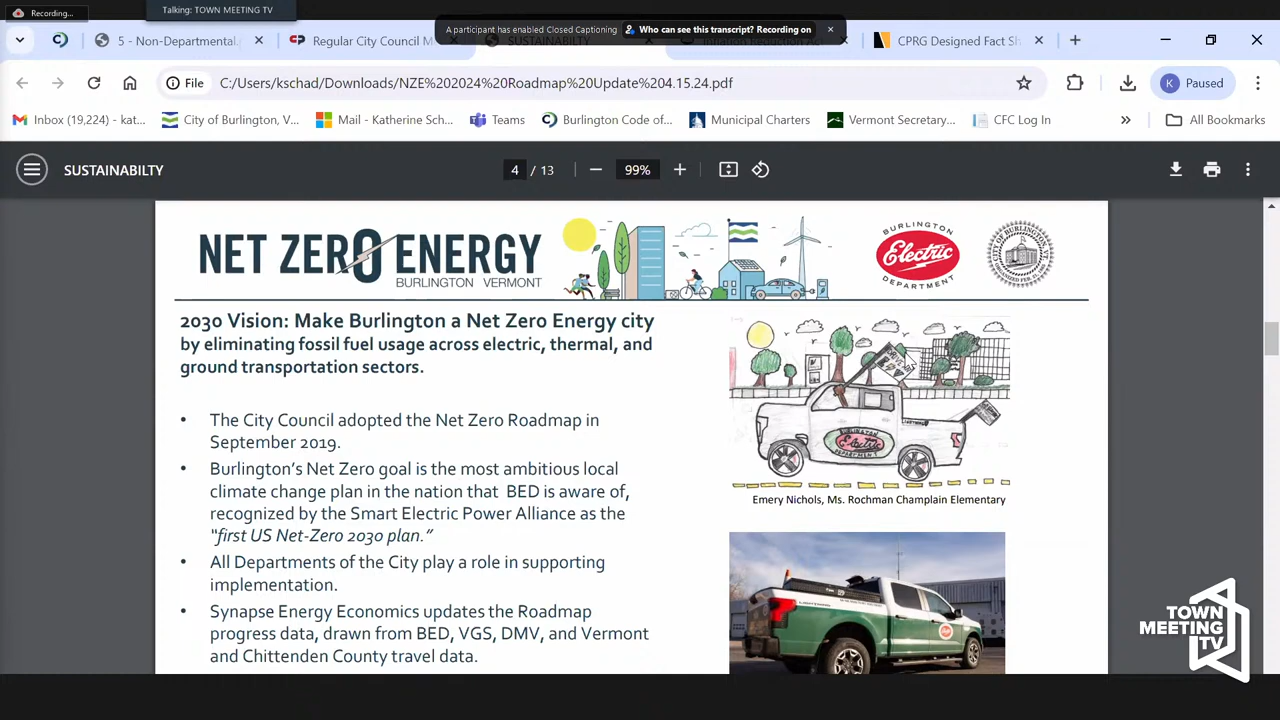 Recording...
Talking: TOWN MEETING TV
A participant has enabled Closed Captioning
Who can see this transcript? Recording on
5 - Non-Departmental
Regular City Council M
SUSTAINABILTY
CPRG Designed Fact Sh
File
C:/Users/kschad/Downloads/NZE%202024%20Roadmap%20Update%204.15.24.pdf
K Paused
Inbox (19,224) - kat...
City of Burlington, V...
Mail - Katherine Sch...
Teams
Burlington Code of...
Municipal Charters
Vermont Secretary...
CFC Log In
All Bookmarks
SUSTAINABILTY
4 / 13
99%
NET ZERO ENERGY
BURLINGTON VERMONT
BURLINGTON
Electric
DEPARTMENT
2030 Vision: Make Burlington a Net Zero Energy city
by eliminating fossil fuel usage across electric, thermal, and
ground transportation sectors.
• The City Council adopted the Net Zero Roadmap in
September 2019.
• Burlington's Net Zero goal is the most ambitious local
climate change plan in the nation that BED is aware of,
recognized by the Smart Electric Power Alliance as the
"first US Net-Zero 2030 plan."
• All Departments of the City play a role in supporting
implementation.
• Synapse Energy Economics updates the Roadmap
progress data, drawn from BED, VGS, DMV, and Vermont
and Chittenden County travel data.
BURLINGTON
Electric
DEPARTMENT
Emery Nichols, Ms. Rochman Champlain Elementary
TOWN
MEETING
TV